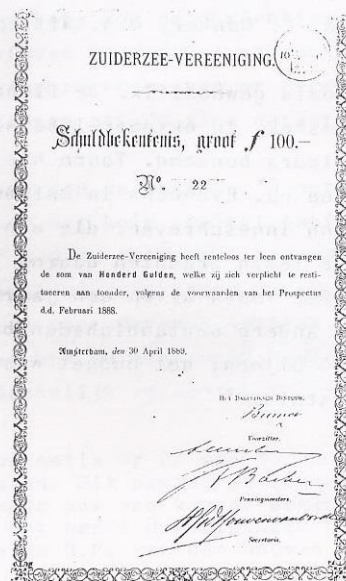 ZUIDERZEE-VEREENIGING.
Schuldbekentenis, groot f 100.—
No. 22
De Zuiderzee-Vereeniging heeft renteloos ter leen ontvangen
de som van Honderd Gulden, welke zij zich verplicht te resti-
tueeren aan toonder, volgens de voorwaarden van het Prospectus
d.d. Februari 1888.
Amsterdam, den 30 April 1889.
HET DAGELIJKSCH BESTUUR.
Buma
Voorzitter.
Penningmeester.
Secretaris.